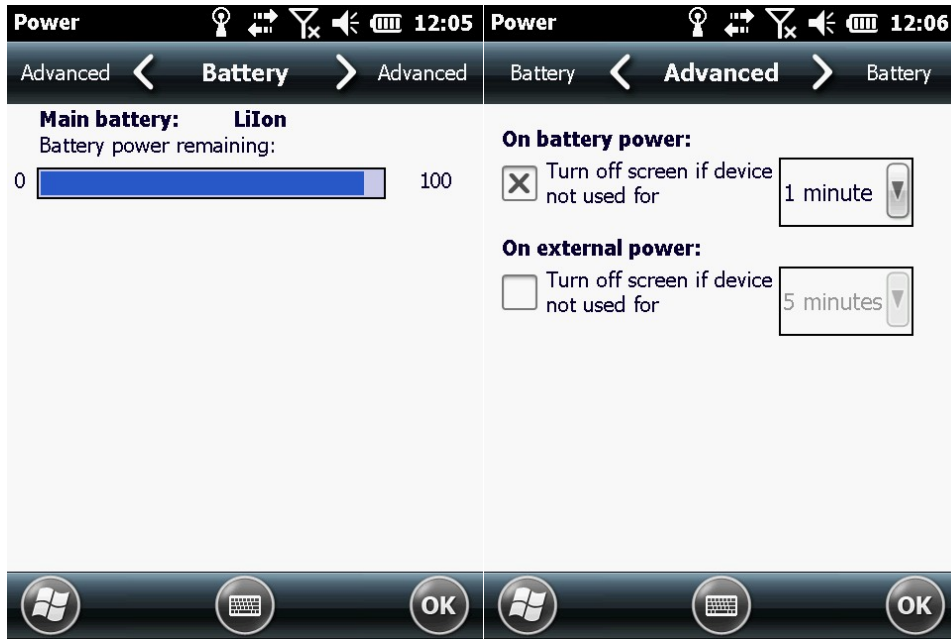 Power 12:05
Advanced Battery Advanced
Main battery: LiIon
Battery power remaining:
0 100
OK
Power 12:06
Battery Advanced Battery
On battery power:
Turn off screen if device
not used for
1 minute
On external power:
Turn off screen if device
not used for
5 minutes
OK